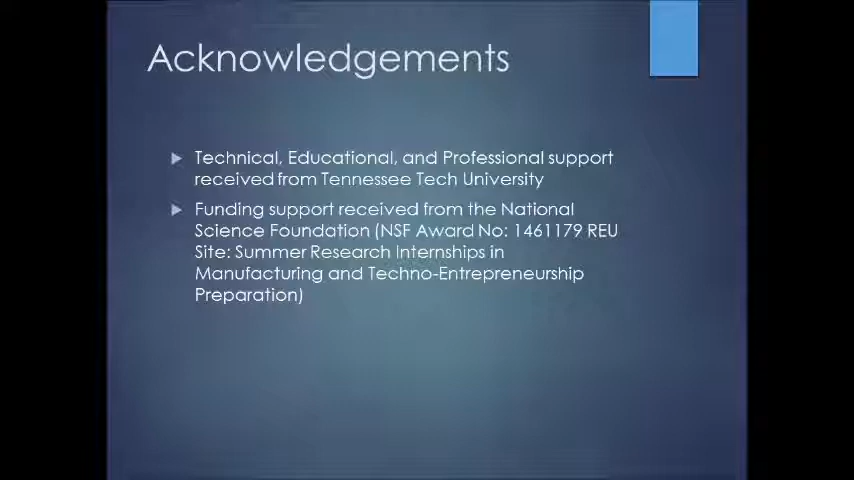 Acknowledgements
Technical, Educational, and Professional support
received from Tennessee Tech University
Funding support received from the National
Science Foundation (NSF Award No: 1461179 REU
Site: Summer Research Internships in
Manufacturing and Techno-Entrepreneurship
Preparation)